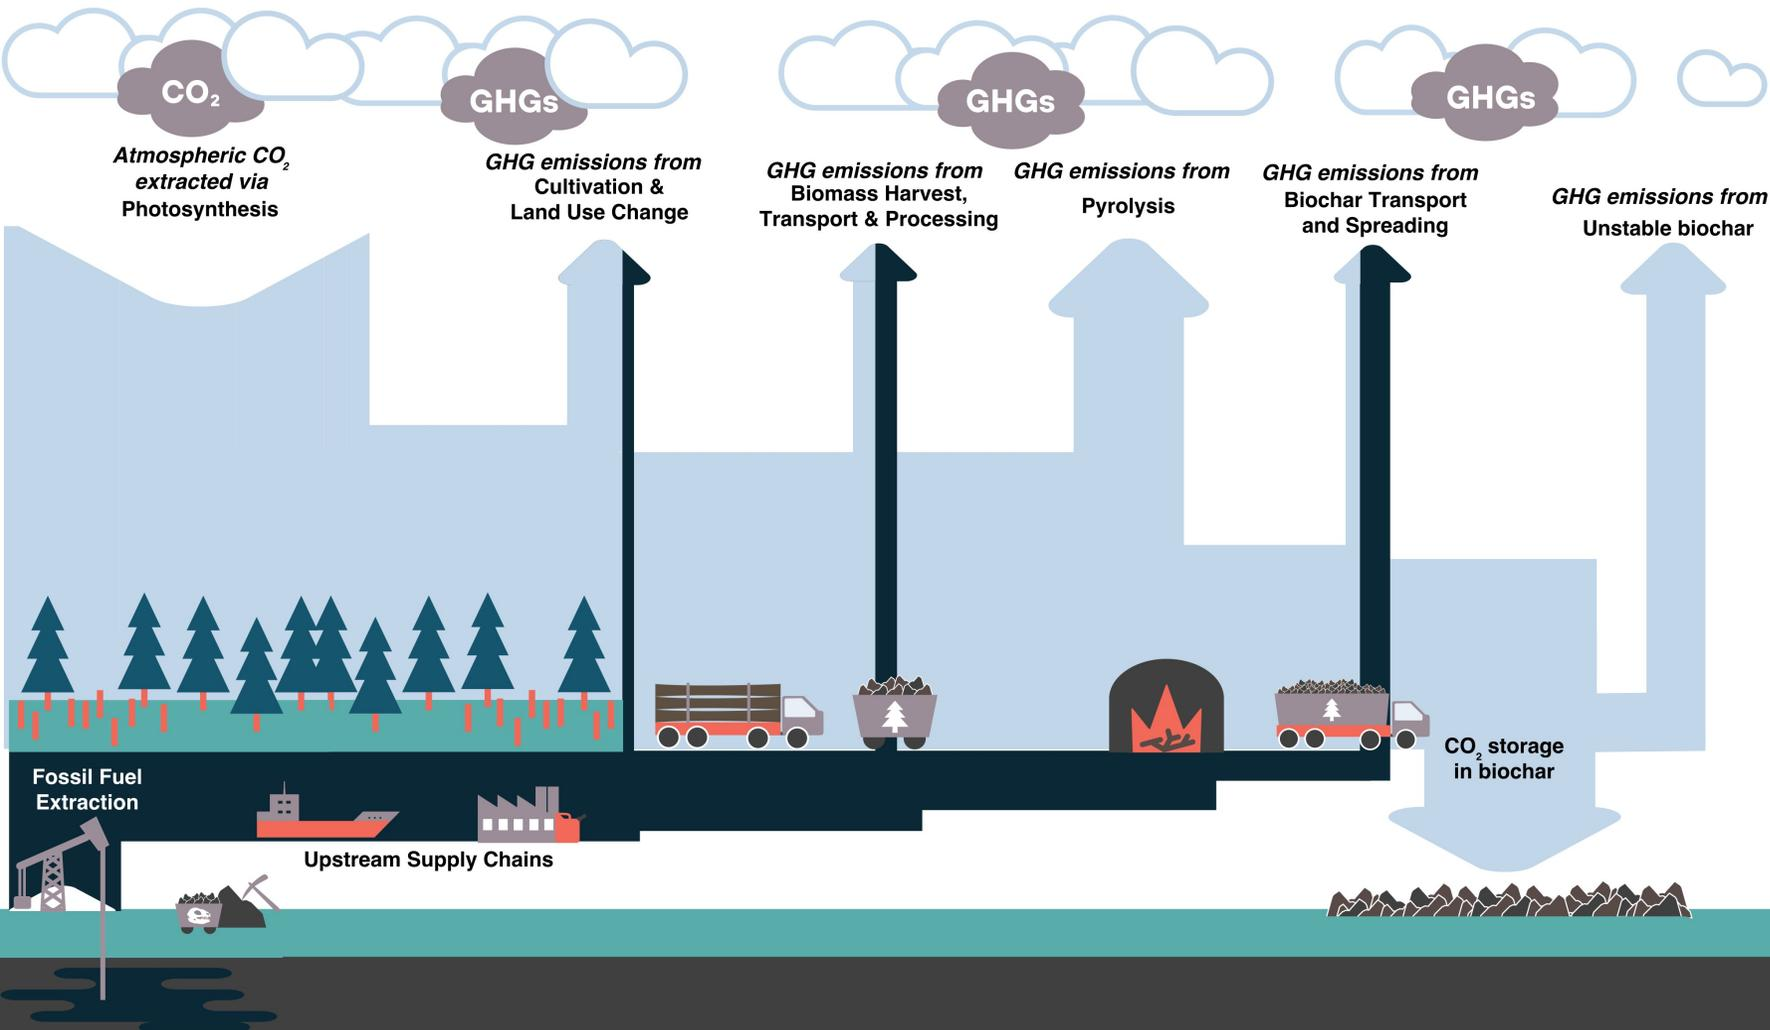 CO₂
GHGs
GHGs
GHGs
Atmospheric CO₂
extracted via
Photosynthesis
GHG emissions from
Cultivation &
Land Use Change
GHG emissions from
Biomass Harvest,
Transport & Processing
GHG emissions from
Pyrolysis
GHG emissions from
Biochar Transport
and Spreading
GHG emissions from
Unstable biochar
CO₂ storage
in biochar
Fossil Fuel
Extraction
Upstream Supply Chains